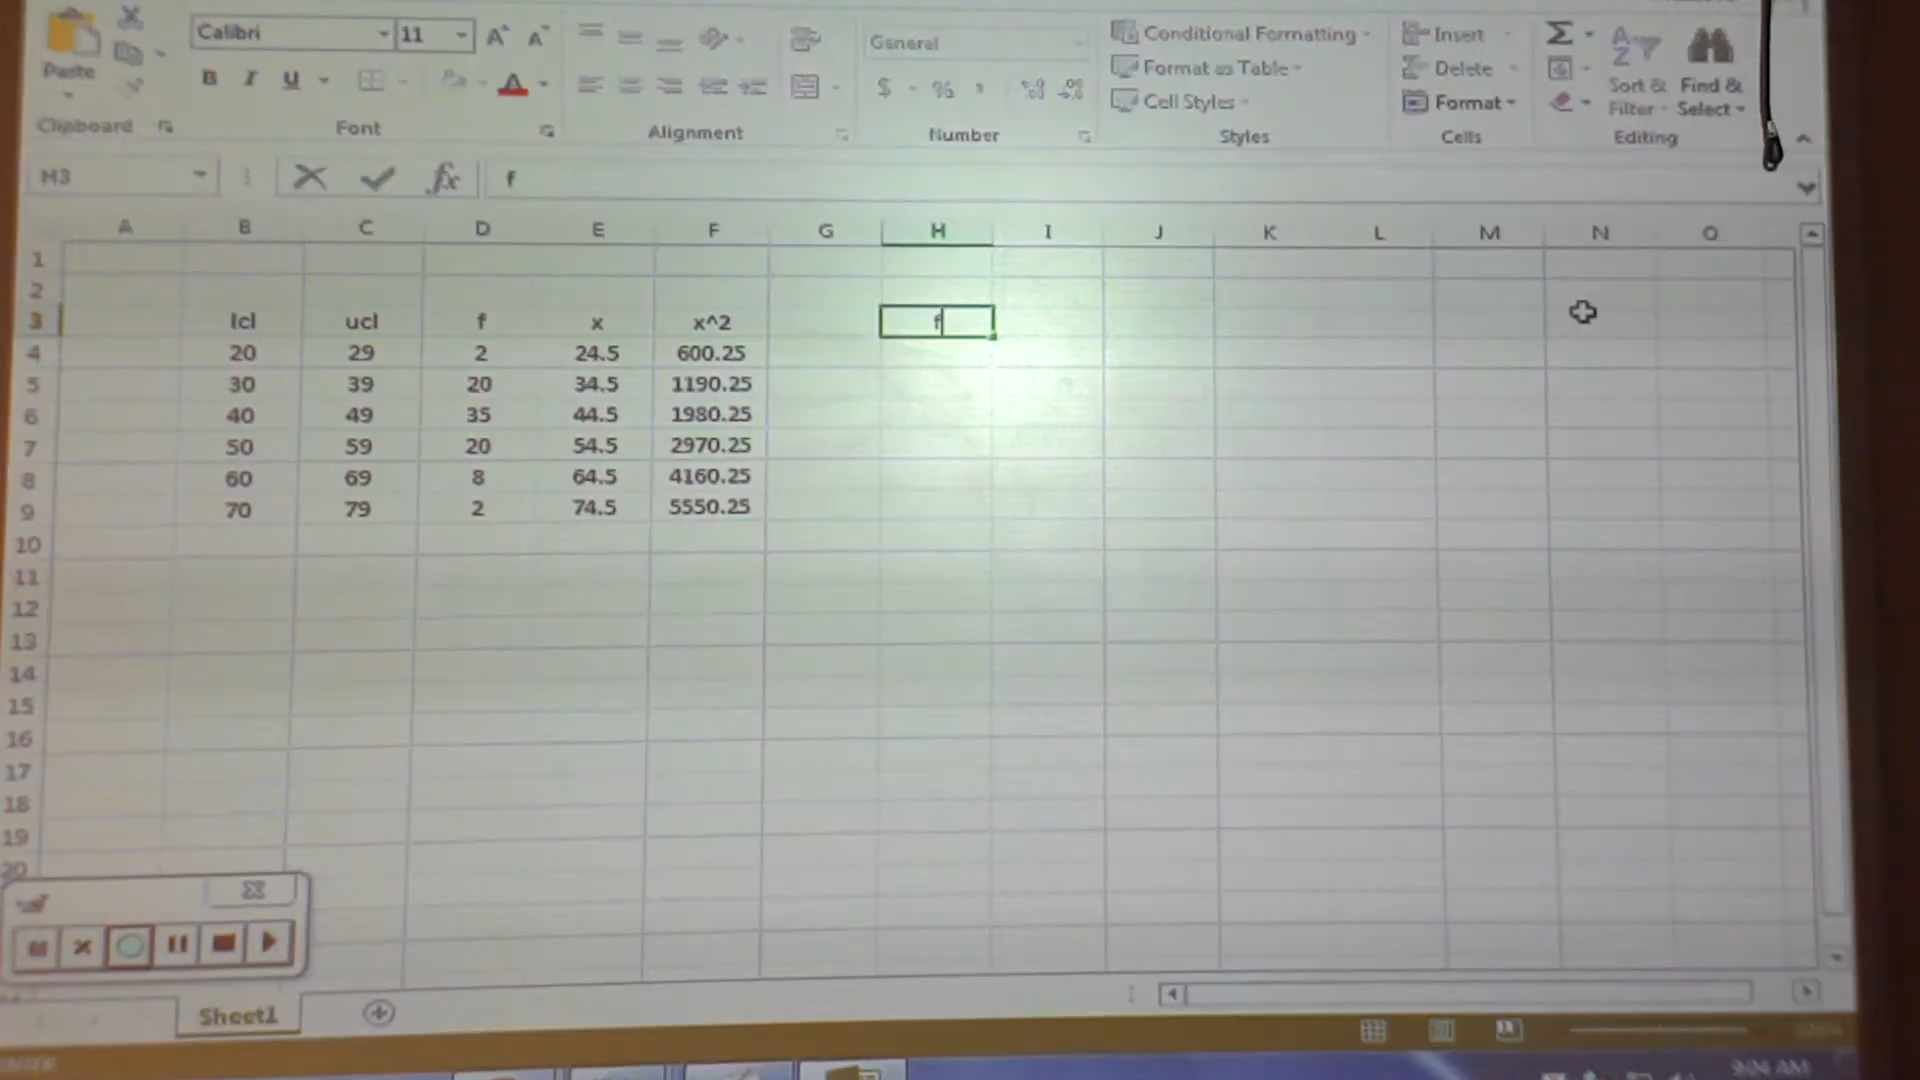 Calibri 11 General Conditional Formatting Insert
Paste B I U $ % Format as Table Delete Sort & Find &
Cell Styles Format Filter Select
Clipboard Font Alignment Number Styles Cells Editing
fx f
A B C D E F G H I J K L M N O
1
2
3 lcl ucl f x x^2 f
4 20 29 2 24.5 600.25
5 30 39 20 34.5 1190.25
6 40 49 35 44.5 1980.25
7 50 59 20 54.5 2970.25
8 60 69 8 64.5 4160.25
9 70 79 2 74.5 5550.25
10
11
12
13
14
15
16
17
18
19
20
Sheet1
9:04 AM